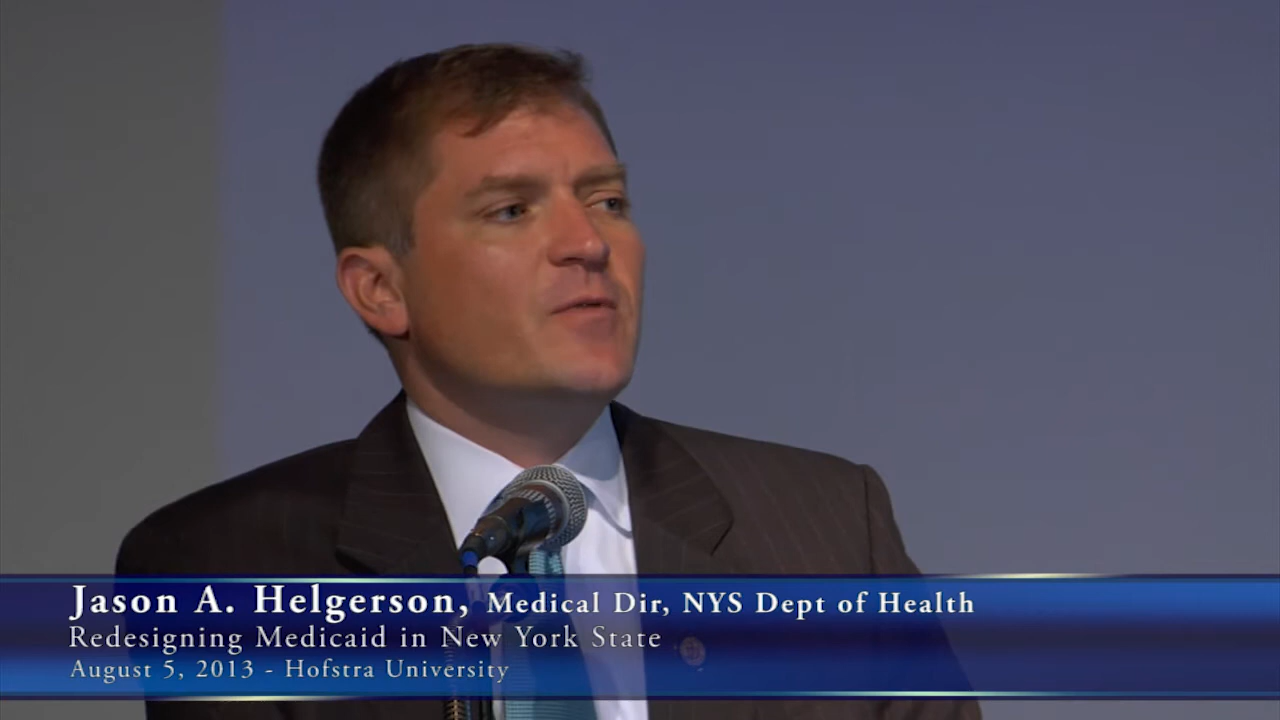 Jason A. Helgerson, Medical Dir, NYS Dept of Health
Redesigning Medicaid in New York State
August 5, 2013 - Hofstra University